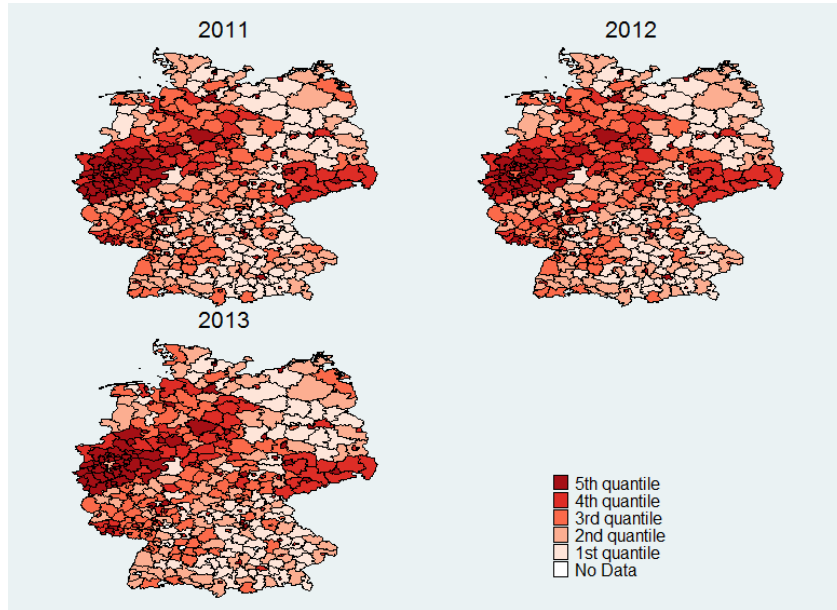 2011
2012
2013
5th quantile
4th quantile
3rd quantile
2nd quantile
1st quantile
No Data